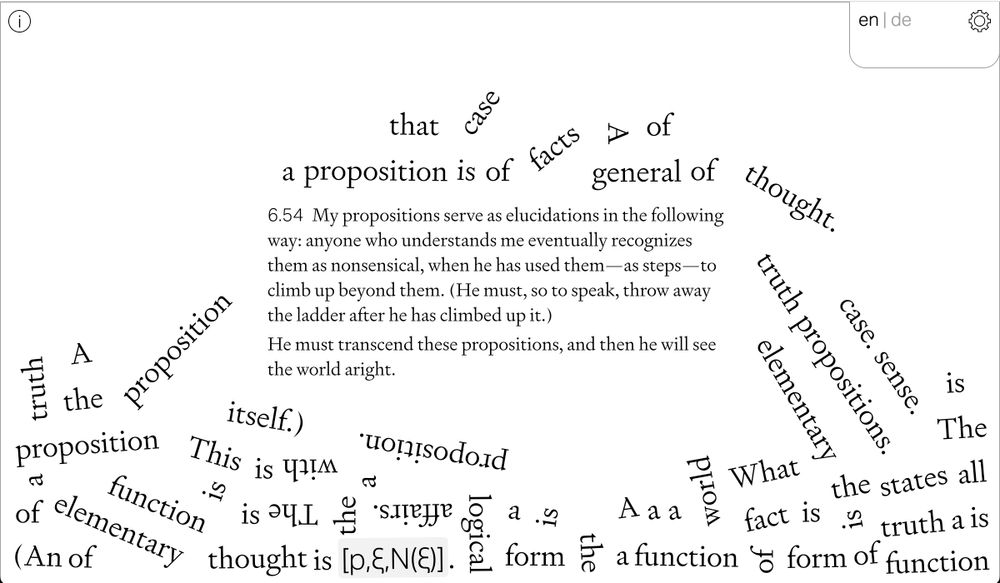 en | de
case
that
A of
facts
a proposition is of
general of
thought.
6.54 My propositions serve as elucidations in the following
way: anyone who understands me eventually recognizes
them as nonsensical, when he has used them—as steps—to
climb up beyond them. (He must, so to speak, throw away
the ladder after he has climbed up it.)
He must transcend these propositions, and then he will see
the world aright.
truth propositions.
case. sense.
elementary
proposition
truth
A
the
is
The
itself.)
proposition
This
is
with
proposition.
a
is
function
a
of
elementary
is
The
the
affairs.
logical
a
is.
A a a
world
What
the states all
fact is
is.
truth a is
(An of
thought is [p,ξ,N(ξ)].
form
the
a function
of
form of
function